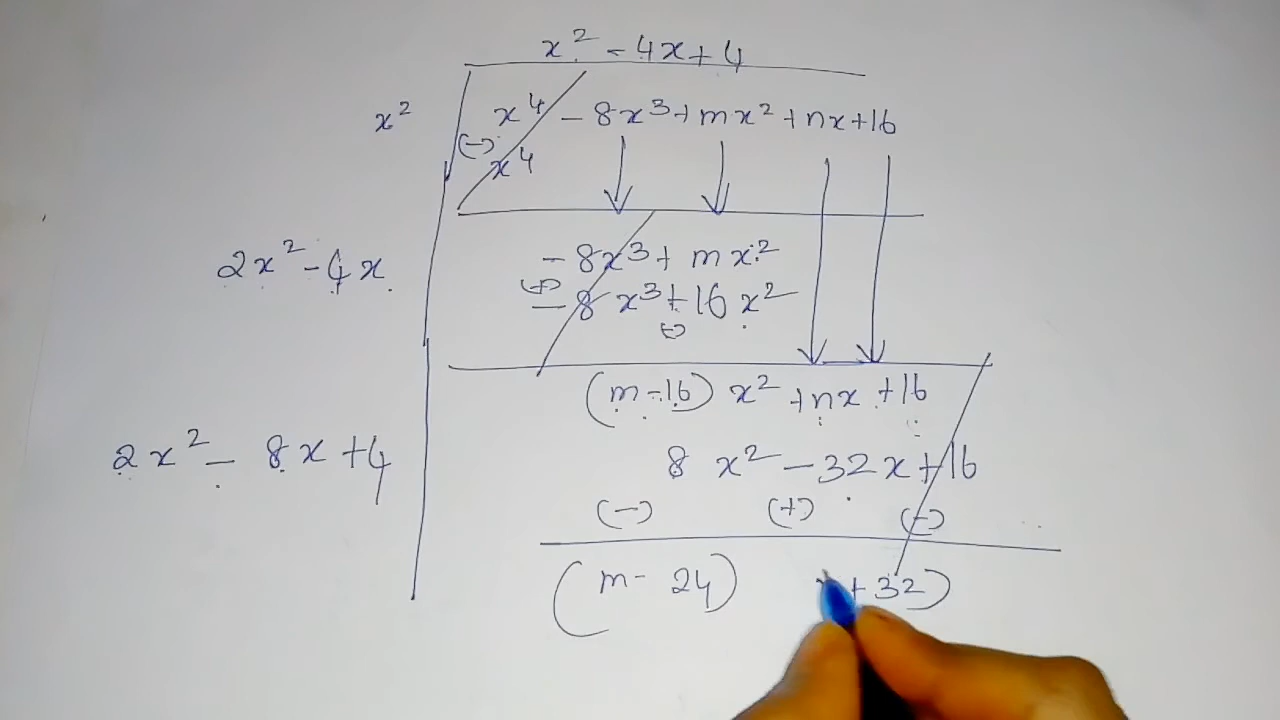 x² - 4x + 4
x² x⁴ - 8x³ + mx² + nx + 16
(-) x⁴
2x² - 4x - 8x³ + mx²
(+) - 8x³ + 16x²
(-)
(m-16) x² + nx + 16
2x² - 8x + 4 8x² - 32x + 16
(-) (+) (-)
(m - 24) + 32)